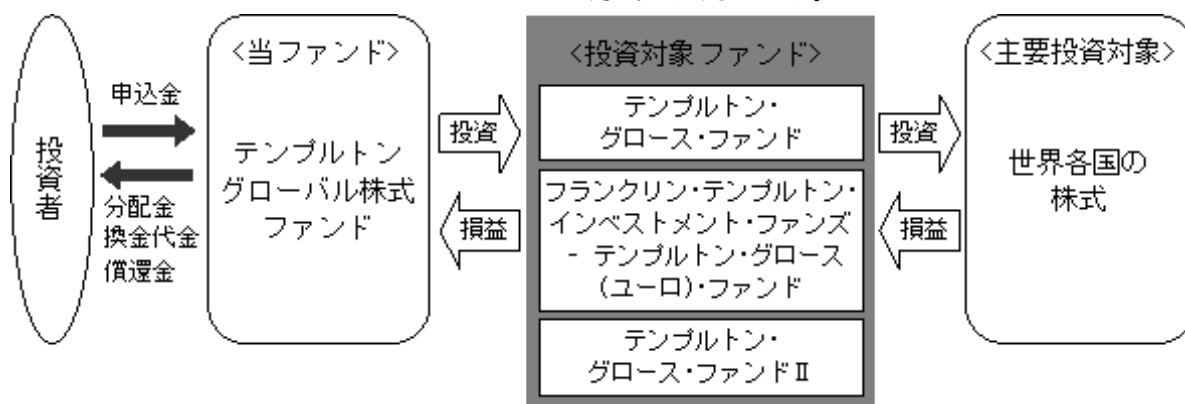 投資者
申込金
分配金
換金代金
償還金
<当ファンド>
テンプルトン
グローバル株式
ファンド
投資
損益
<投資対象ファンド>
テンプルトン・
グロース・ファンド
フランクリン・テンプルトン・
インベストメント・ファンズ
- テンプルトン・グロース
(ユーロ)・ファンド
テンプルトン・
グロース・ファンドⅡ
投資
損益
<主要投資対象>
世界各国の
株式